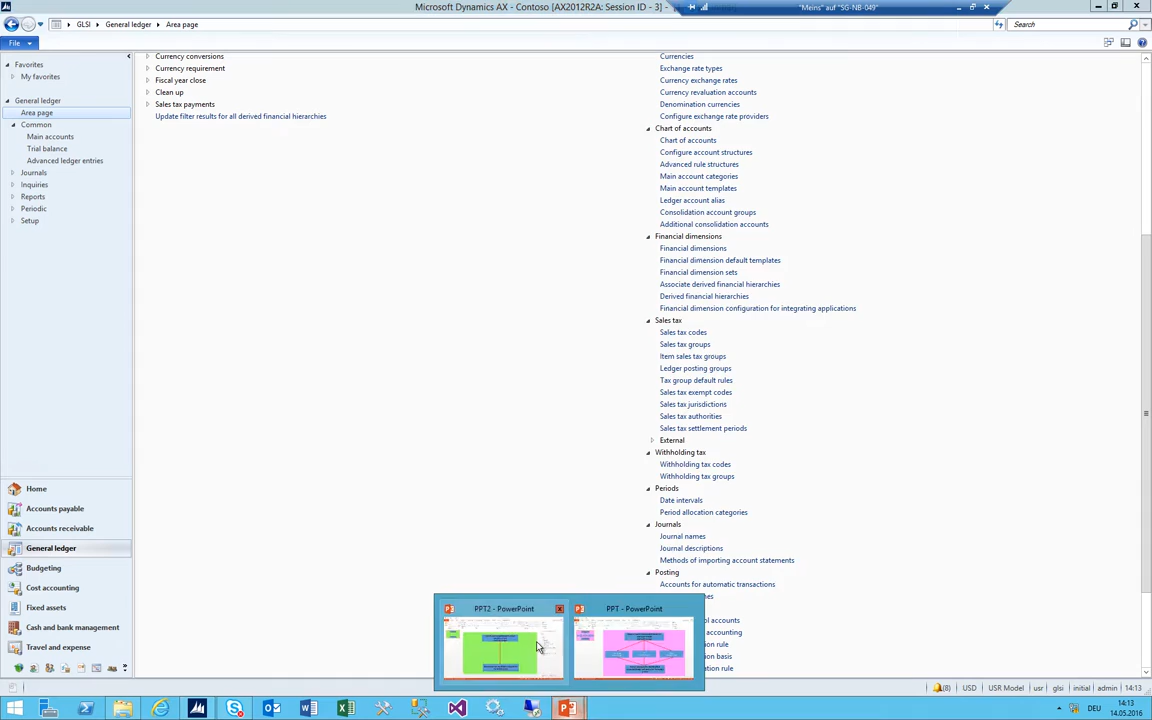 Microsoft Dynamics AX - Contoso [AX2012R2A: Session ID - 3] -
"Meins" auf "SG-NB-049"
GLSI
General ledger
Area page
Search
File
Favorites
My favorites
General ledger
Area page
Common
Main accounts
Trial balance
Advanced ledger entries
Journals
Inquiries
Reports
Periodic
Setup
Currency conversions
Currency requirement
Fiscal year close
Clean up
Sales tax payments
Update filter results for all derived financial hierarchies
Currencies
Exchange rate types
Currency exchange rates
Currency revaluation accounts
Denomination currencies
Configure exchange rate providers
Chart of accounts
Chart of accounts
Configure account structures
Advanced rule structures
Main account categories
Main account templates
Ledger account alias
Consolidation account groups
Additional consolidation accounts
Financial dimensions
Financial dimensions
Financial dimension default templates
Financial dimension sets
Associate derived financial hierarchies
Derived financial hierarchies
Financial dimension configuration for integrating applications
Sales tax
Sales tax codes
Sales tax groups
Item sales tax groups
Ledger posting groups
Tax group default rules
Sales tax exempt codes
Sales tax jurisdictions
Sales tax authorities
Sales tax settlement periods
External
Withholding tax
Withholding tax codes
Withholding tax groups
Periods
Date intervals
Period allocation categories
Journals
Journal names
Journal descriptions
Methods of importing account statements
Posting
Accounts for automatic transactions
Home
Accounts payable
Accounts receivable
General ledger
Budgeting
Cost accounting
Fixed assets
Cash and bank management
Travel and expense
PPT2 - PowerPoint
PPT - PowerPoint
(8)
USD
USR Model
usr
glsi
initial
admin
14:13
DEU
14:13
14.05.2016